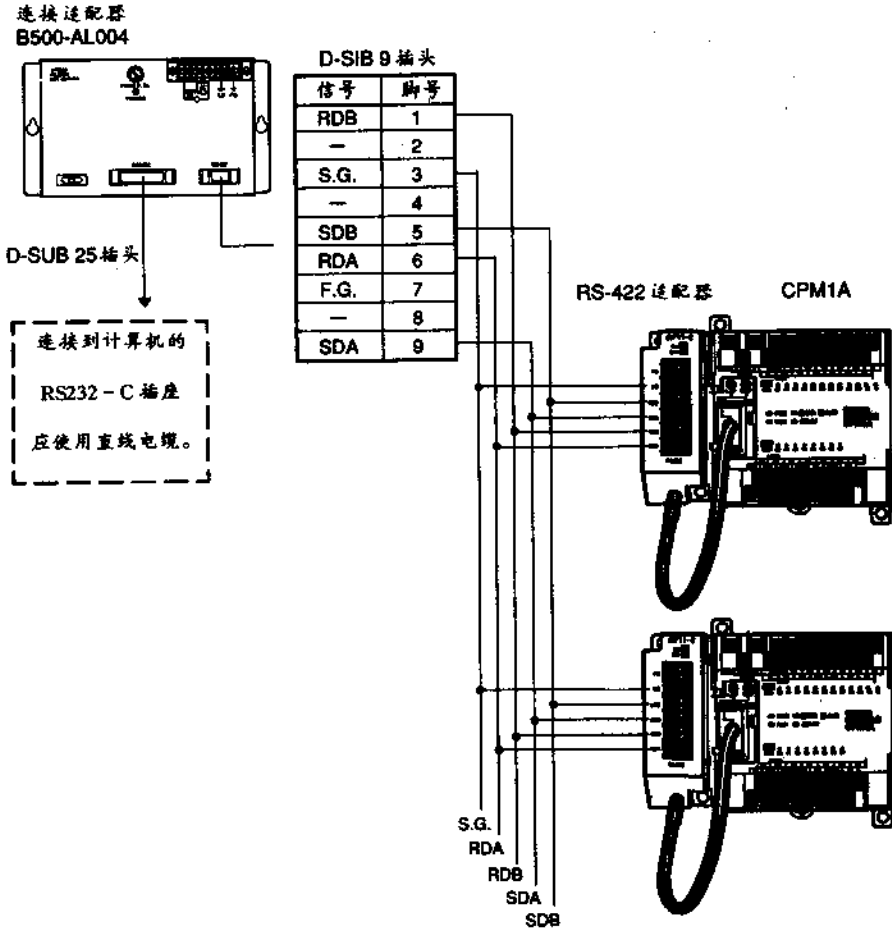 连接适配器
B500-AL004
D-SIB 9 插头
信号 脚号
RDB 1
— 2
S.G. 3
— 4
SDB 5
RDA 6
F.G. 7
— 8
SDA 9
D-SUB 25插头
连接到计算机的
RS232-C 插座
应使用直线电缆。
RS-422 适配器
CPM1A
S.G.
RDA
RDB
SDA
SDB